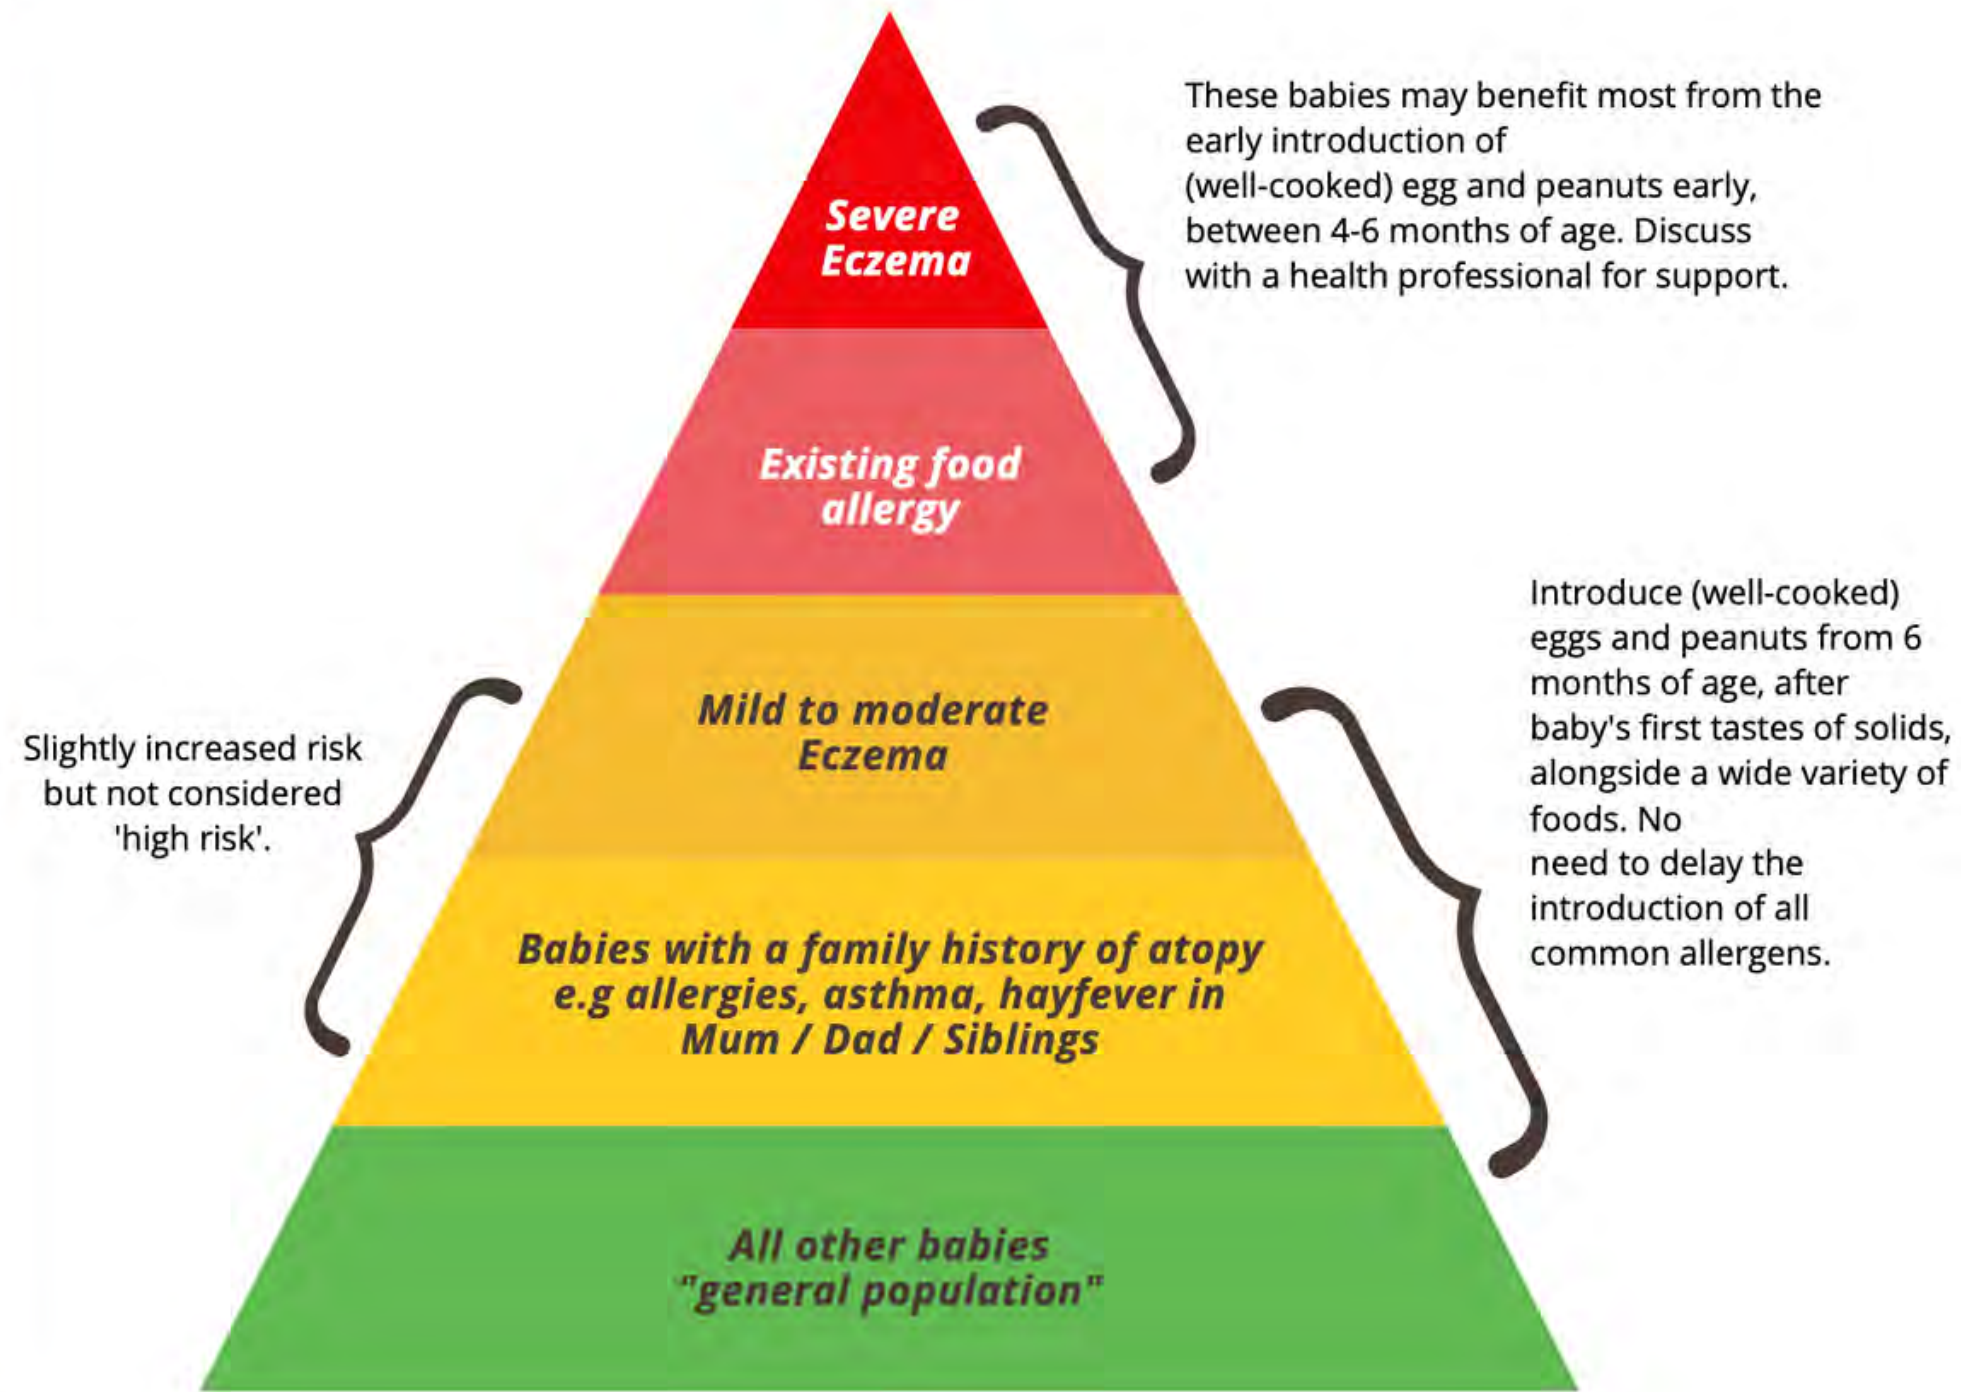 These babies may benefit most from the
early introduction of
(well-cooked) egg and peanuts early,
between 4-6 months of age. Discuss
with a health professional for support.
Severe
Eczema
Existing food
allergy
Introduce (well-cooked)
eggs and peanuts from 6
months of age, after
baby's first tastes of solids,
alongside a wide variety of
foods. No
need to delay the
introduction of all
common allergens.
Mild to moderate
Eczema
Slightly increased risk
but not considered
'high risk'.
Babies with a family history of atopy
e.g allergies, asthma, hayfever in
Mum / Dad / Siblings
All other babies
"general population"